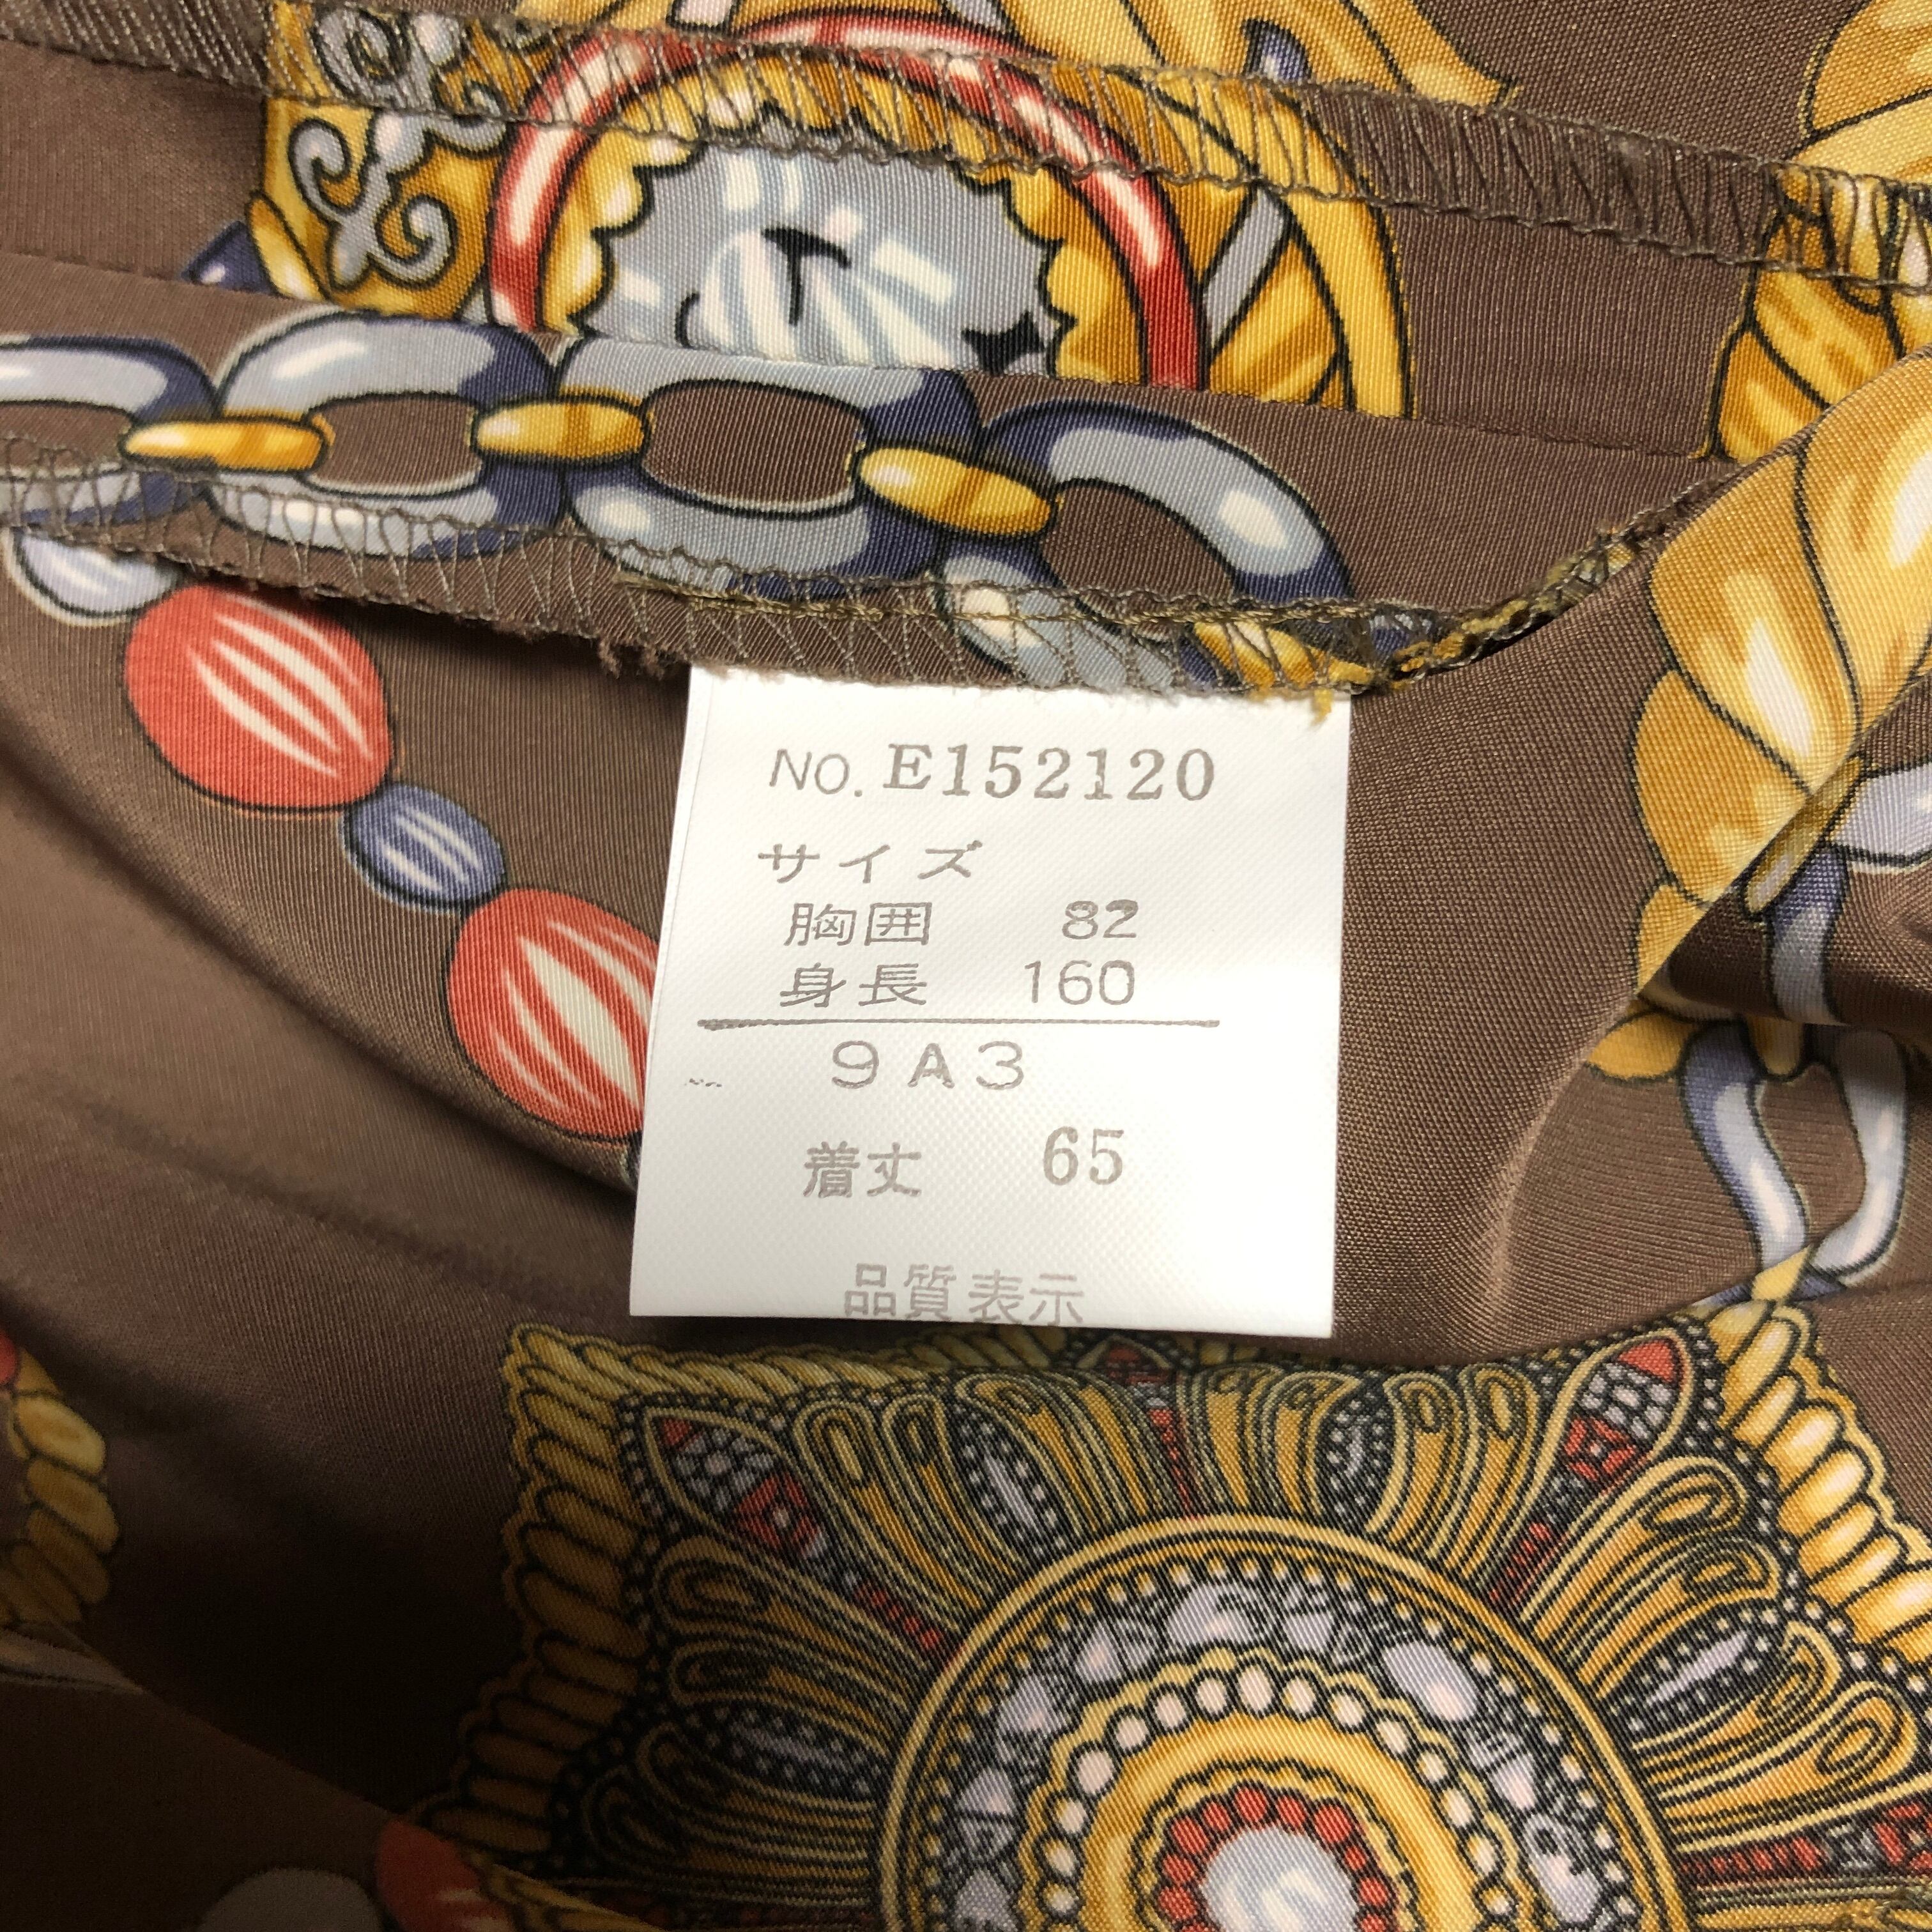 NO. E152120
サイズ
胸囲 82
身長 160
9A3
着丈 65
品質表示